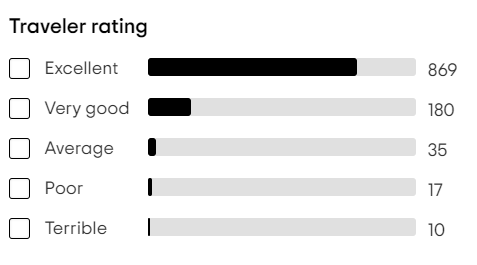 Traveler rating
Excellent 869
Very good 180
Average 35
Poor 17
Terrible 10